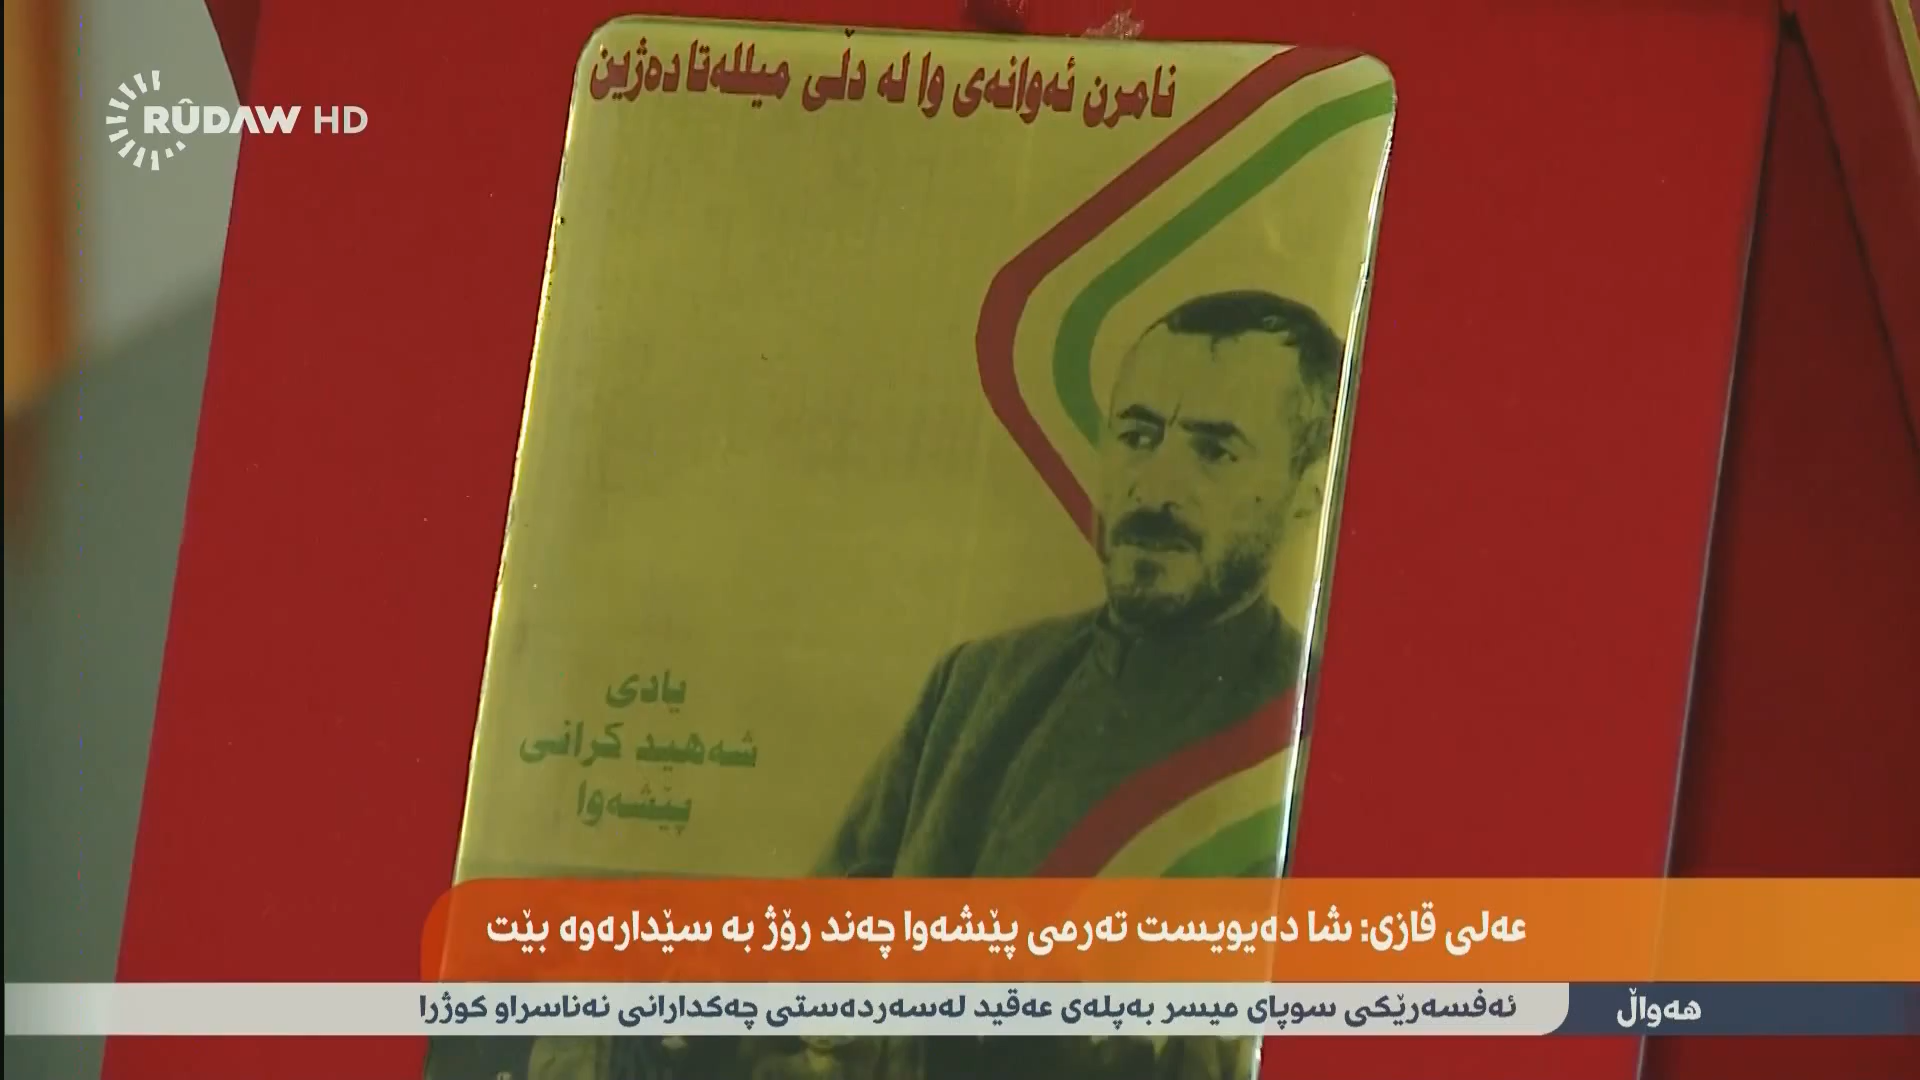 RÛDAW HD
نامرن ئەوانەی وا لە دڵی میللەتا دەژین
یادی
شەهید کرانی
پێشەوا
عەلی قازی: شا دەیویست تەرمی پێشەوا چەند رۆژ بە سێدارەوە بێت
هەواڵ
ئەفسەرێکی سوپای میسر بەپلەی عەقید لەسەردەستی چەکدارانی نەناسراو کوژرا